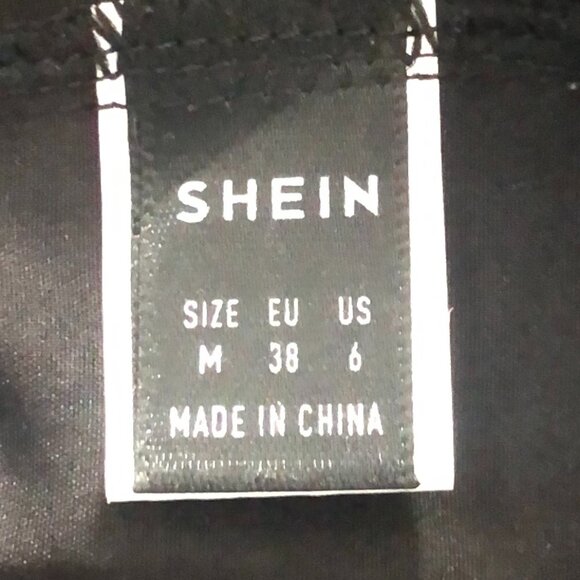 SHEIN
SIZE EU US
M 38 6
MADE IN CHINA